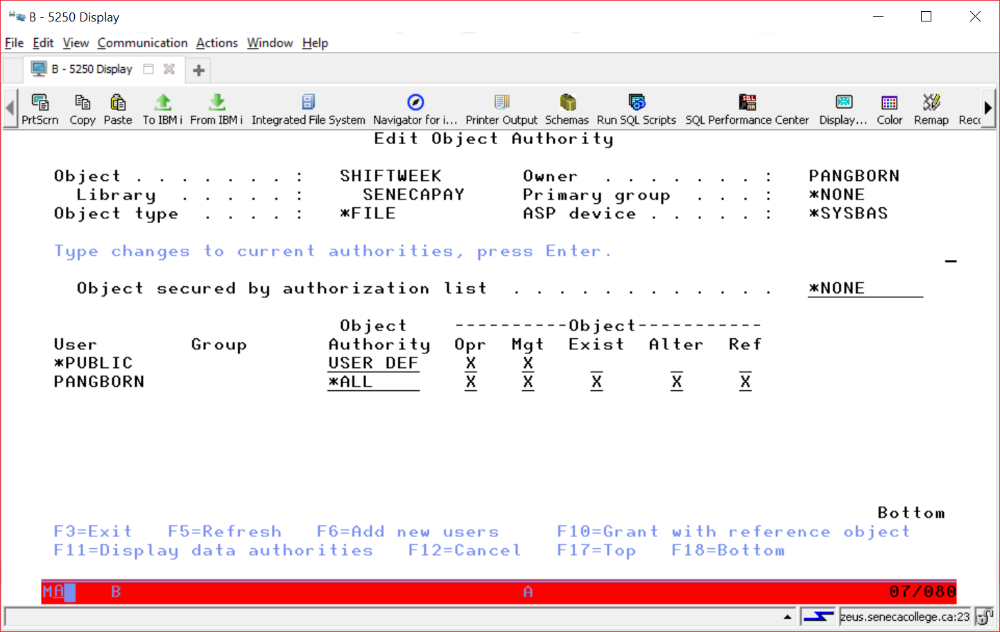 B - 5250 Display
File Edit View Communication Actions Window Help
B - 5250 Display
PrtScrn Copy Paste To IBM i From IBM i Integrated File System Navigator for i... Printer Output Schemas Run SQL Scripts SQL Performance Center Display... Color Remap Recc
Edit Object Authority
Object . . . . . . . : SHIFTWEEK Owner . . . . . . . : PANGBORN
Library . . . . . : SENECAPAY Primary group . . . : *NONE
Object type . . . . : *FILE ASP device . . . . . : *SYSBAS
Type changes to current authorities, press Enter.
Object secured by authorization list . . . . . . . . . . . . *NONE
Object ----------Object-----------
User Group Authority Opr Mgt Exist Alter Ref
*PUBLIC USER DEF X X _ _ _
PANGBORN *ALL X X X X X
Bottom
F3=Exit F5=Refresh F6=Add new users F10=Grant with reference object
F11=Display data authorities F12=Cancel F17=Top F18=Bottom
MA B A 07/080
zeus.senecacollege.ca:23